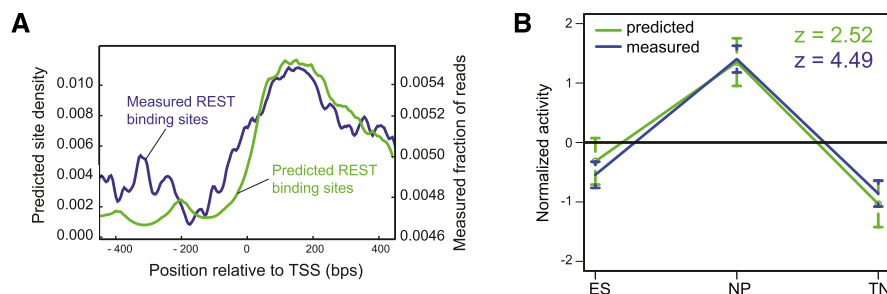 A
Predicted site density
0.010
0.008
0.006
0.004
0.002
0.000
Measured REST
binding sites
Predicted REST
binding sites
0.0054
0.0052
0.0050
0.0048
0.0046
Measured fraction of reads
- 400
- 200
0
200
400
Position relative to TSS (bps)
B
Normalized activity
2
1
0
-1
-2
predicted
measured
z = 2.52
z = 4.49
ES
NP
TN